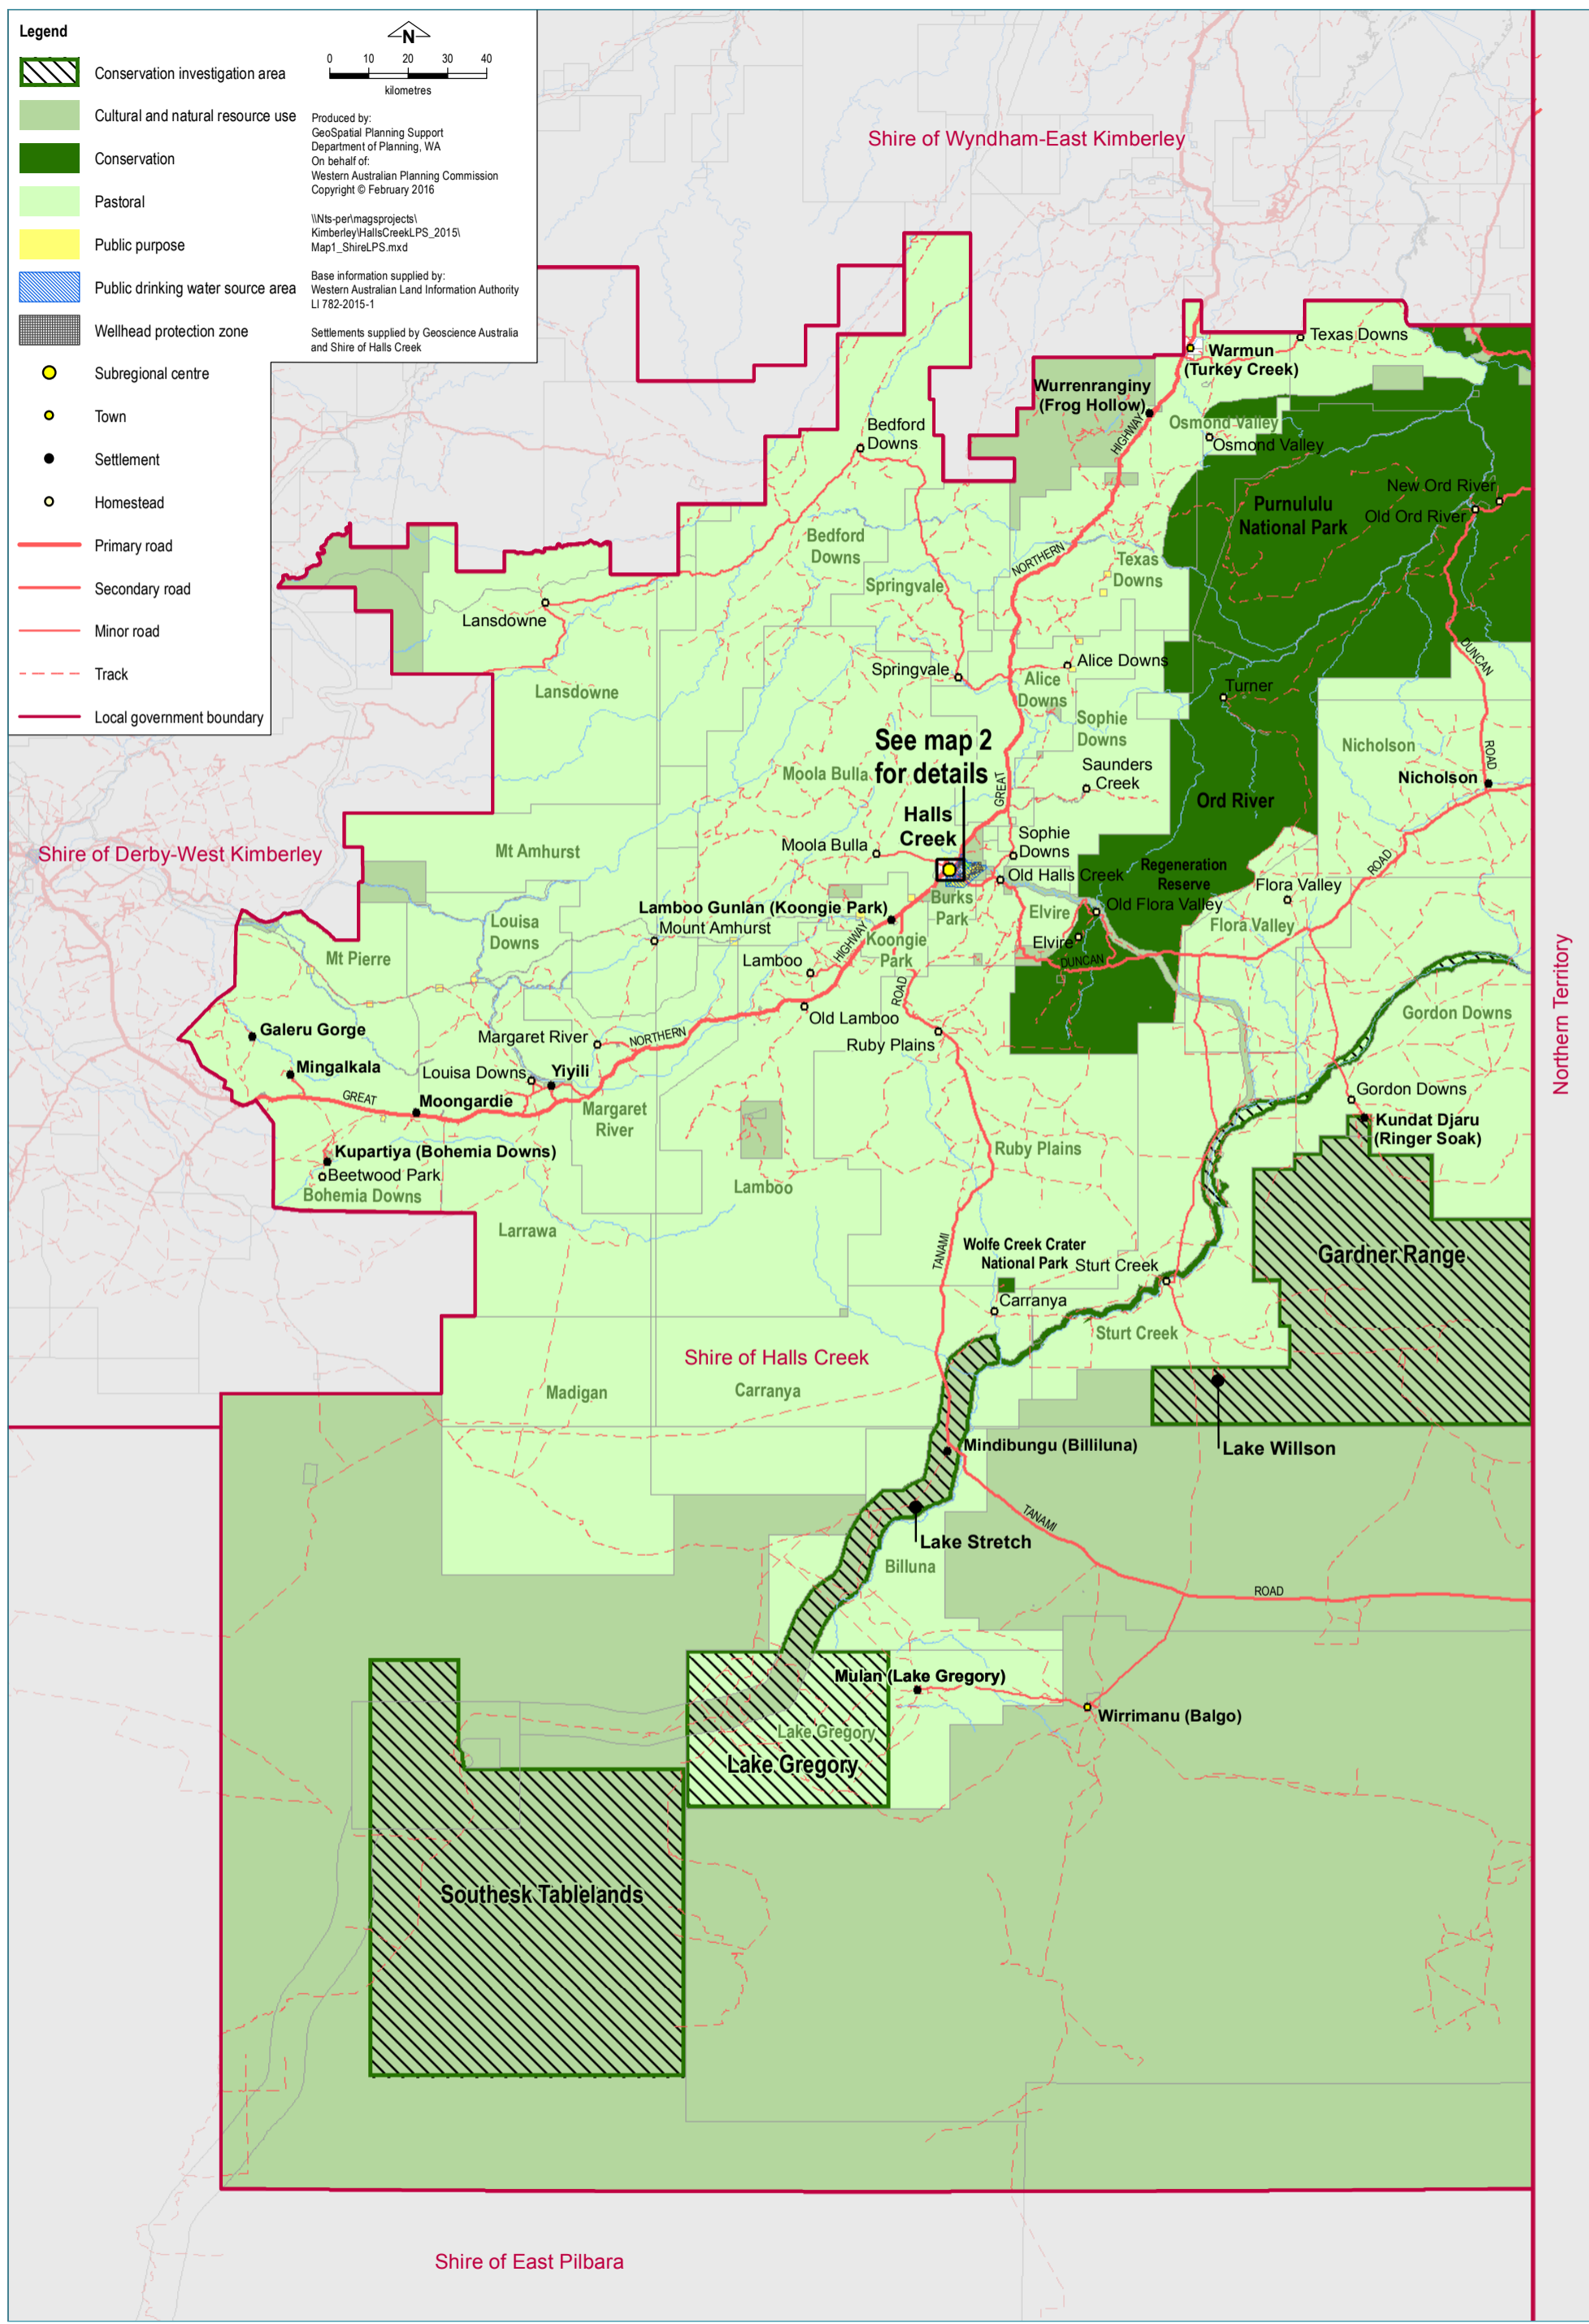 Legend
Conservation investigation area
Cultural and natural resource use
Conservation
Pastoral
Public purpose
Public drinking water source area
Wellhead protection zone
Subregional centre
Town
Settlement
Homestead
Primary road
Secondary road
Minor road
Track
Local government boundary
N
0 10 20 30 40
kilometres
Produced by:
GeoSpatial Planning Support
Department of Planning, WA
On behalf of:
Western Australian Planning Commission
Copyright © February 2016
\\Nts-per\magsprojects\
Kimberley\HallsCreekLPS_2015\
Map1_ShireLPS.mxd
Base information supplied by:
Western Australian Land Information Authority
LI 782-2015-1
Settlements supplied by Geoscience Australia
and Shire of Halls Creek
Shire of Wyndham-East Kimberley
Texas Downs
Warmun
(Turkey Creek)
Wurrenranginy
(Frog Hollow)
HIGHWAY
Osmond Valley
Osmond Valley
Bedford
Downs
New Ord River
Old Ord River
Purnululu
National Park
Bedford
Downs
NORTHERN
Texas
Downs
Springvale
Lansdowne
DUNCAN
Springvale
Alice Downs
Alice
Downs
Lansdowne
Turner
Sophie
Downs
See map 2
for details
Moola Bulla
Nicholson
ROAD
Saunders
Creek
Nicholson
GREAT
Ord River
Halls
Creek
Shire of Derby-West Kimberley
Mt Amhurst
Moola Bulla
Sophie
Downs
Regeneration
Reserve
ROAD
Old Halls Creek
Flora Valley
Burks
Park
Lamboo Gunlan (Koongie Park)
Elvire
Old Flora Valley
Flora Valley
Louisa
Downs
Mount Amhurst
HIGHWAY
Koongie
Park
Elvire
DUNCAN
Mt Pierre
Lamboo
ROAD
Northern Territory
Gordon Downs
Old Lamboo
Galeru Gorge
Margaret River
NORTHERN
Ruby Plains
Mingalkala
Louisa Downs
Yiyili
GREAT
Moongardie
Margaret
River
Gordon Downs
Kundat Djaru
(Ringer Soak)
Kupartiya (Bohemia Downs)
Beetwood Park
Bohemia Downs
Ruby Plains
Lamboo
Larrawa
TANAMI
Wolfe Creek Crater
National Park
Sturt Creek
Gardner Range
Carranya
Sturt Creek
Shire of Halls Creek
Madigan
Carranya
Mindibungu (Billiluna)
Lake Willson
TANAMI
Lake Stretch
Billuna
ROAD
Mulan (Lake Gregory)
Wirrimanu (Balgo)
Lake Gregory
Lake Gregory
Southesk Tablelands
Shire of East Pilbara